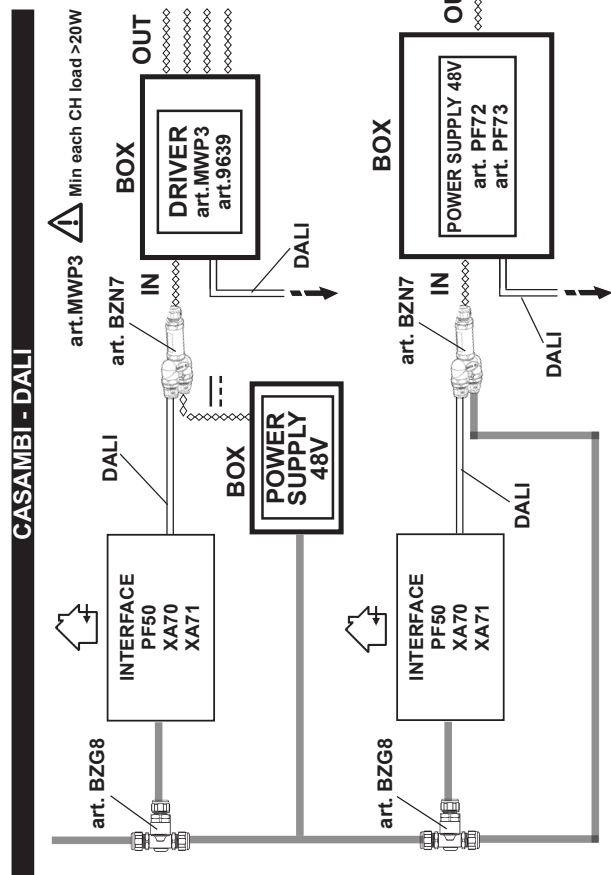 CASAMBI - DALI
art.MWP3
Min each CH load >20W
art. BZG8
INTERFACE
PF50
XA70
XA71
DALI
art. BZN7
IN
BOX
DRIVER
art.MWP3
art.9639
OUT
DALI
BOX
POWER
SUPPLY
48V
art. BZG8
INTERFACE
PF50
XA70
XA71
DALI
art. BZN7
IN
BOX
POWER SUPPLY 48V
art. PF72
art. PF73
OU
DALI